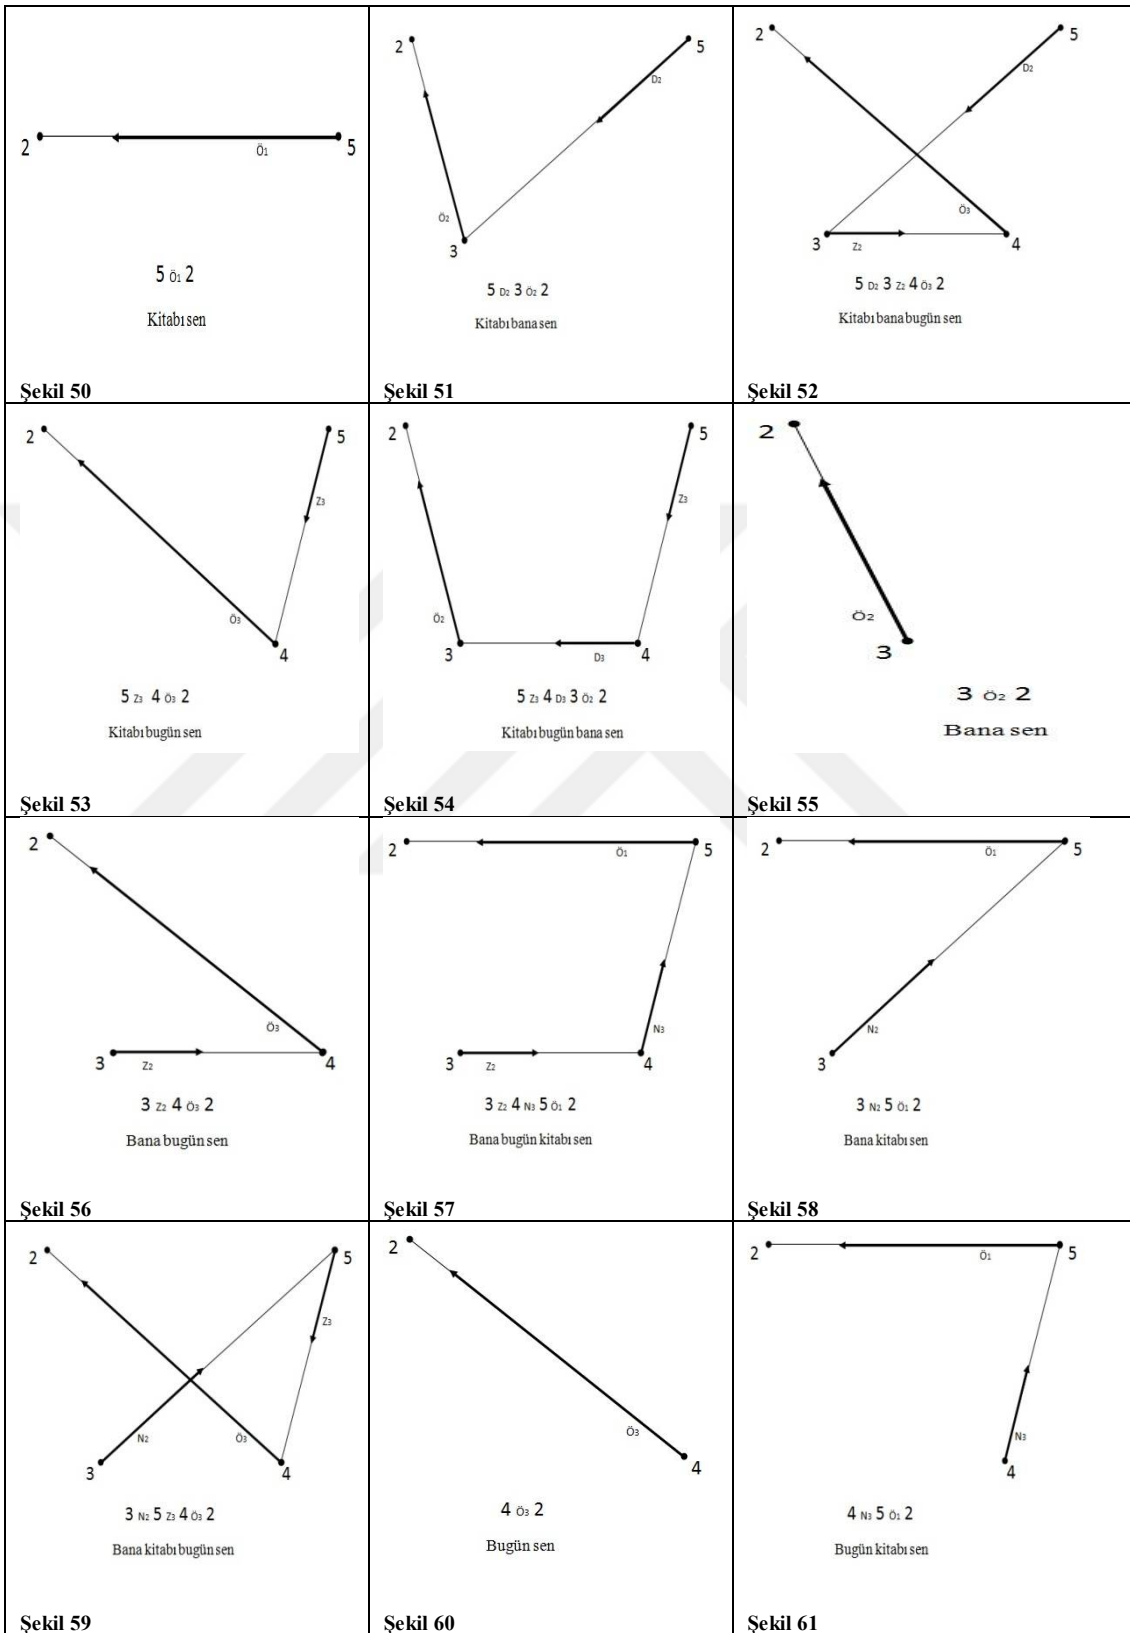 2
5
Ö1
5 Ö1 2
Kitabı sen
Şekil 50
2
5
D2
Ö2
3
5 D2 3 Ö2 2
Kitabı bana sen
Şekil 51
2
5
D2
Ö3
3
Z2
4
5 D2 3 Z2 4 Ö3 2
Kitabı bana bugün sen
Şekil 52
2
5
Z3
Ö3
4
5 Z3 4 Ö3 2
Kitabı bugün sen
Şekil 53
2
5
Z3
Ö2
3
D3
4
5 Z3 4 D3 3 Ö2 2
Kitabı bugün bana sen
Şekil 54
2
Ö2
3
3 Ö2 2
Bana sen
Şekil 55
2
Ö3
3
Z2
4
3 Z2 4 Ö3 2
Bana bugün sen
Şekil 56
2
Ö1
5
N3
3
Z2
4
3 Z2 4 N3 5 Ö1 2
Bana bugün kitabı sen
Şekil 57
2
Ö1
5
N2
3
3 N2 5 Ö1 2
Bana kitabı sen
Şekil 58
2
5
Z3
N2
Ö3
3
4
3 N2 5 Z3 4 Ö3 2
Bana kitabı bugün sen
Şekil 59
2
Ö3
4
4 Ö3 2
Bugün sen
Şekil 60
2
Ö1
5
N3
4
4 N3 5 Ö1 2
Bugün kitabı sen
Şekil 61